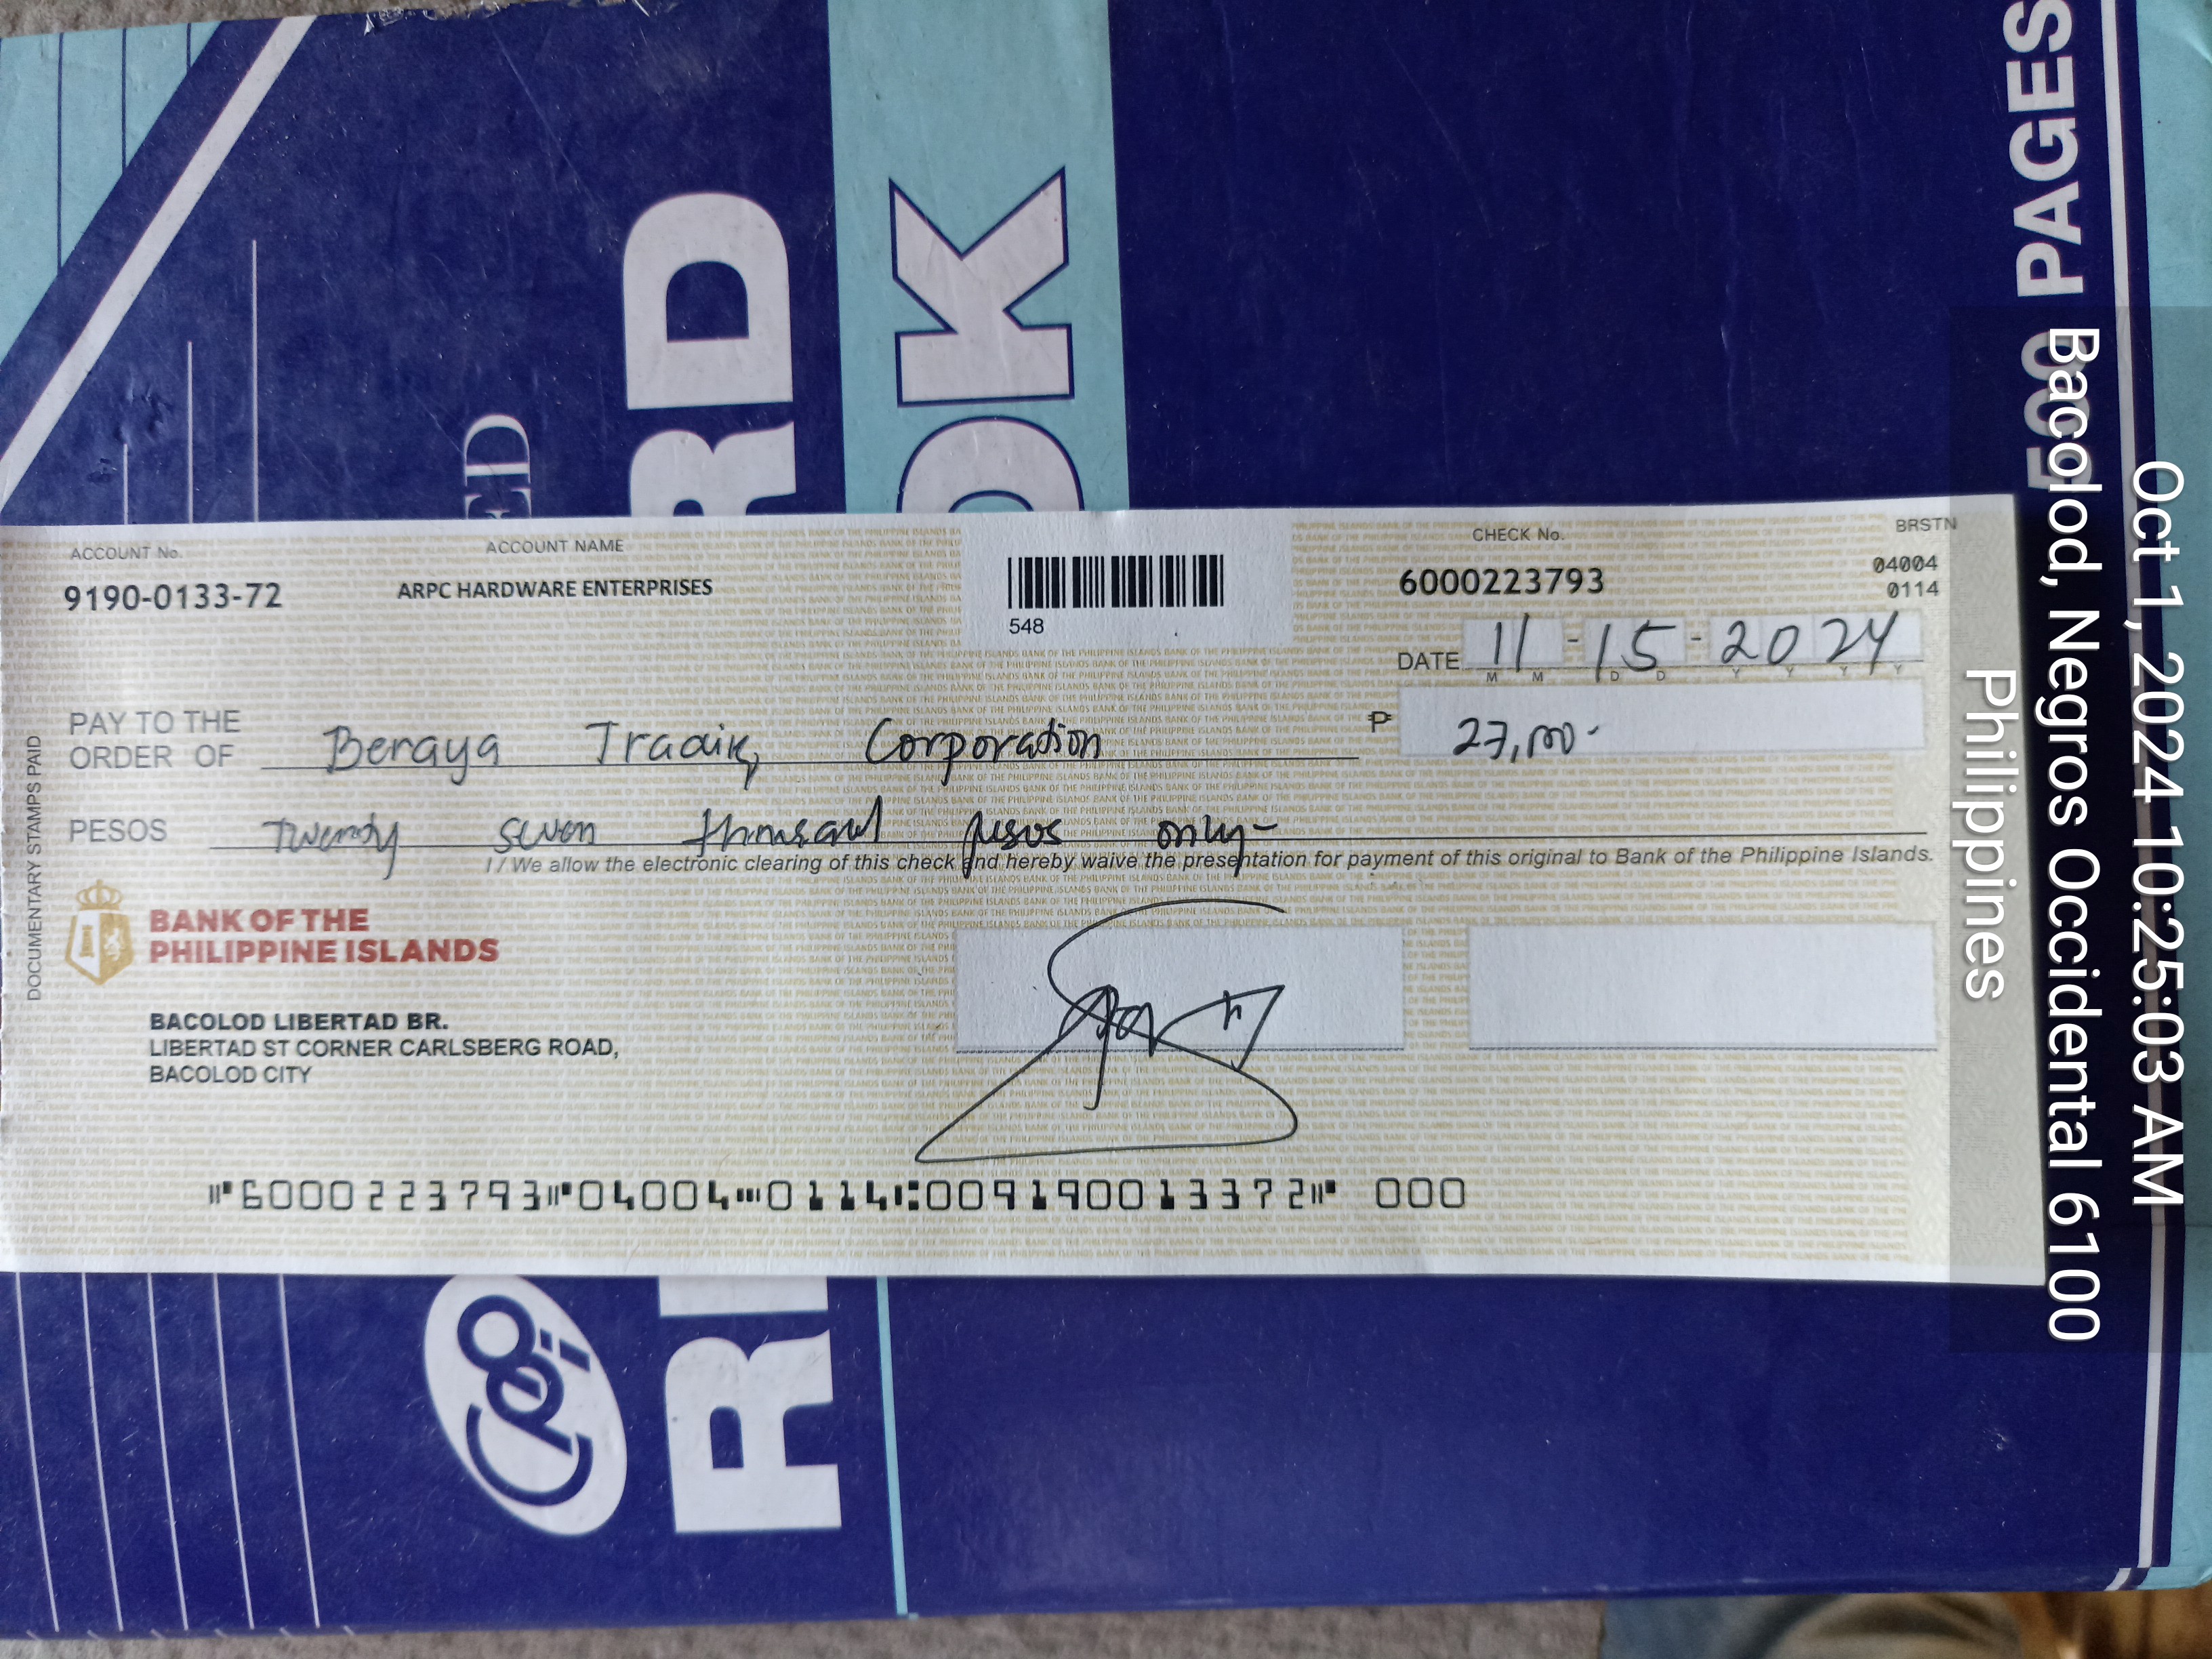 500 PAGES
ED
RD
OK
ACCOUNT No.
ACCOUNT NAME
CHECK No.
BRSTN
9190-0133-72
ARPC HARDWARE ENTERPRISES
548
6000223793
04004
0114
DATE 11-15-2024
M M D D Y Y Y Y
PAY TO THE
ORDER OF Beraya Trading Corporation ₱ 27,000-
PESOS Twenty seven thousand pesos only-
I / We allow the electronic clearing of this check and hereby waive the presentation for payment of this original to Bank of the Philippine Islands.
DOCUMENTARY STAMPS PAID
BANK OF THE
PHILIPPINE ISLANDS
BACOLOD LIBERTAD BR.
LIBERTAD ST CORNER CARLSBERG ROAD,
BACOLOD CITY
⑈6000223793⑈04004⑉0114⑆009190013372⑈ 000
cpi
R
Oct 1, 2024 10:25:03 AM
Bacolod, Negros Occidental 6100
Philippines